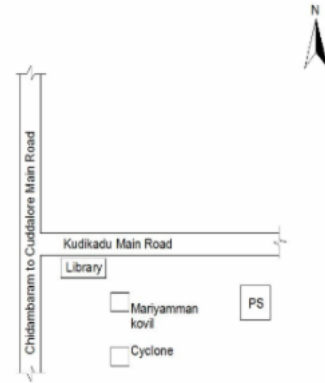 N
Chidambaram to Cuddalore Main Road
Kudikadu Main Road
Library
Mariyamman
kovil
PS
Cyclone